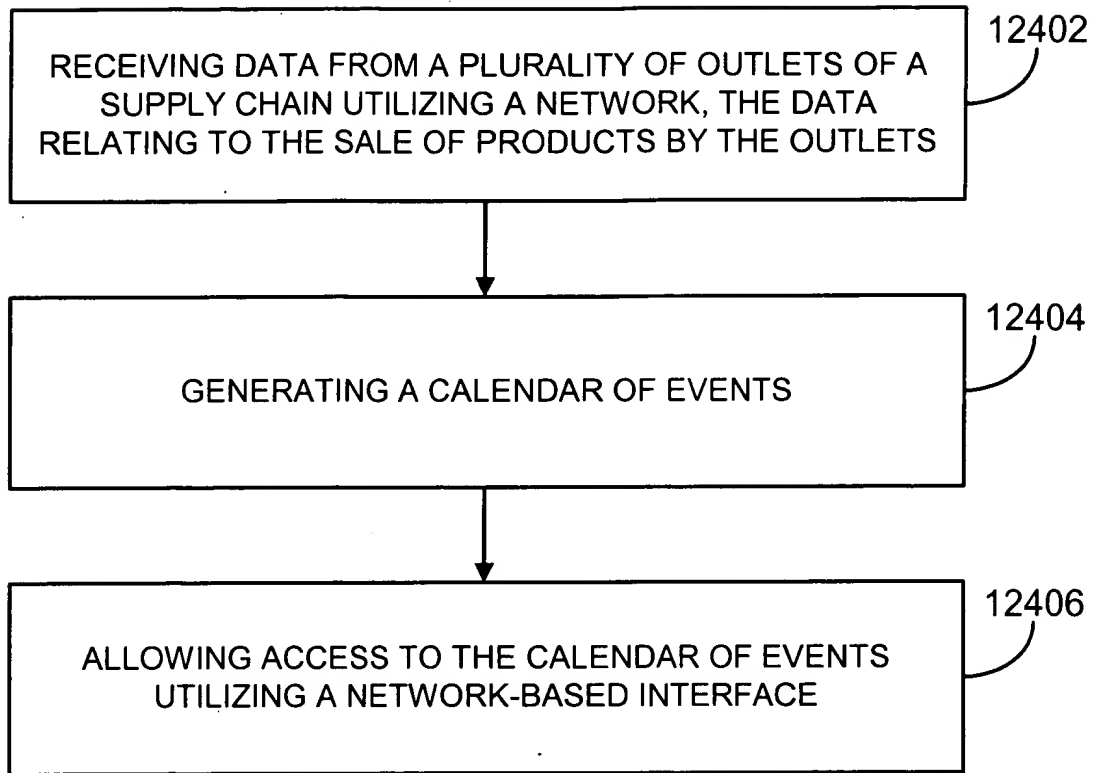 12402
RECEIVING DATA FROM A PLURALITY OF OUTLETS OF A
SUPPLY CHAIN UTILIZING A NETWORK, THE DATA
RELATING TO THE SALE OF PRODUCTS BY THE OUTLETS
12404
GENERATING A CALENDAR OF EVENTS
12406
ALLOWING ACCESS TO THE CALENDAR OF EVENTS
UTILIZING A NETWORK-BASED INTERFACE